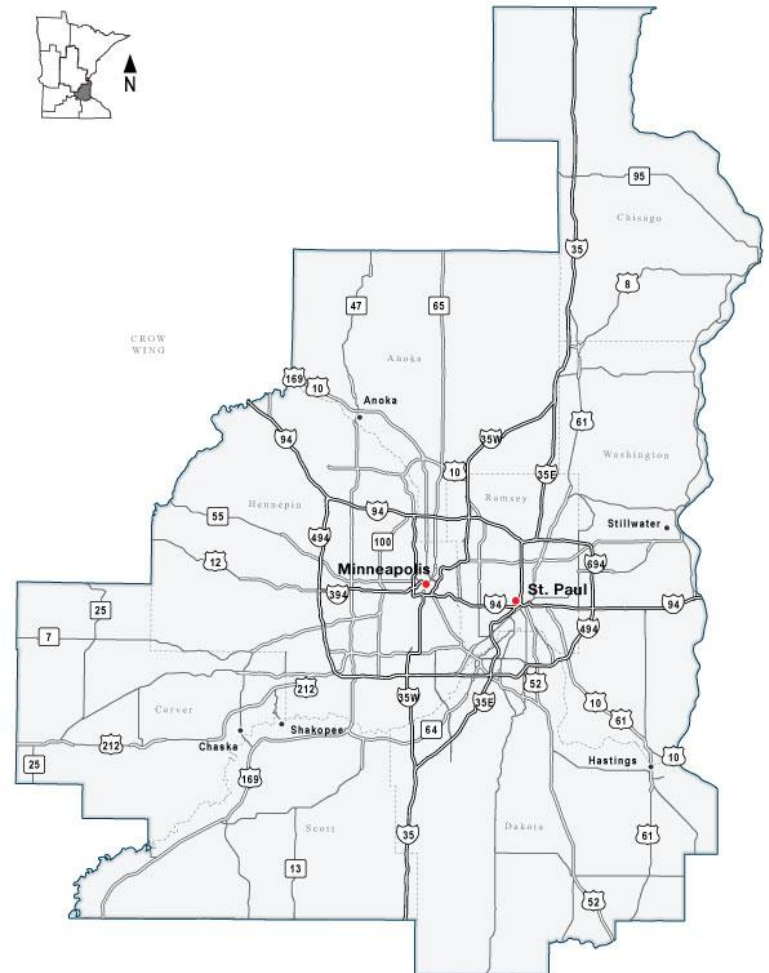 N
95
Chisago
35
8
47
65
CROW
WING
Anoka
169
10
Anoka
61
94
35W
Washington
10
35E
Ramsey
Hennepin
94
55
Stillwater
494
100
12
Minneapolis
694
394
St. Paul
25
94
94
7
494
212
52
35W
35E
10
Carver
64
61
Shakopee
212
Chaska
10
25
Hastings
169
Scott
Dakota
35
61
13
52